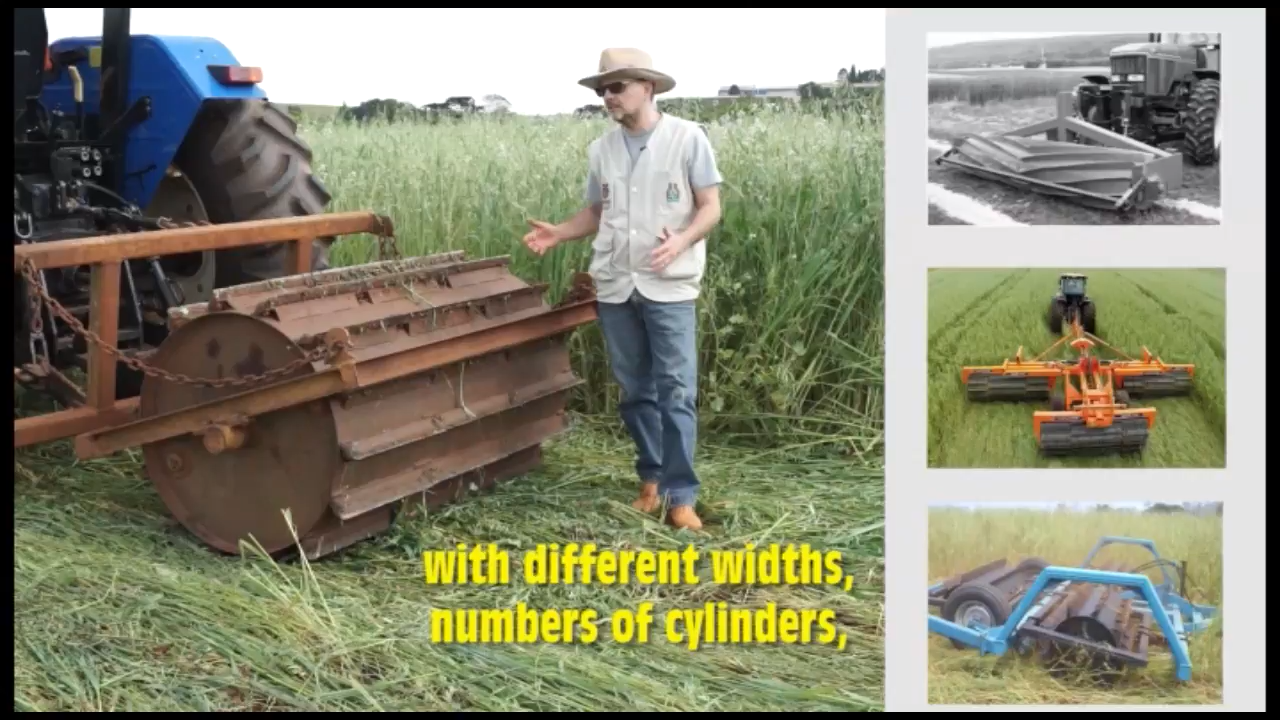 with different widths,
numbers of cylinders,